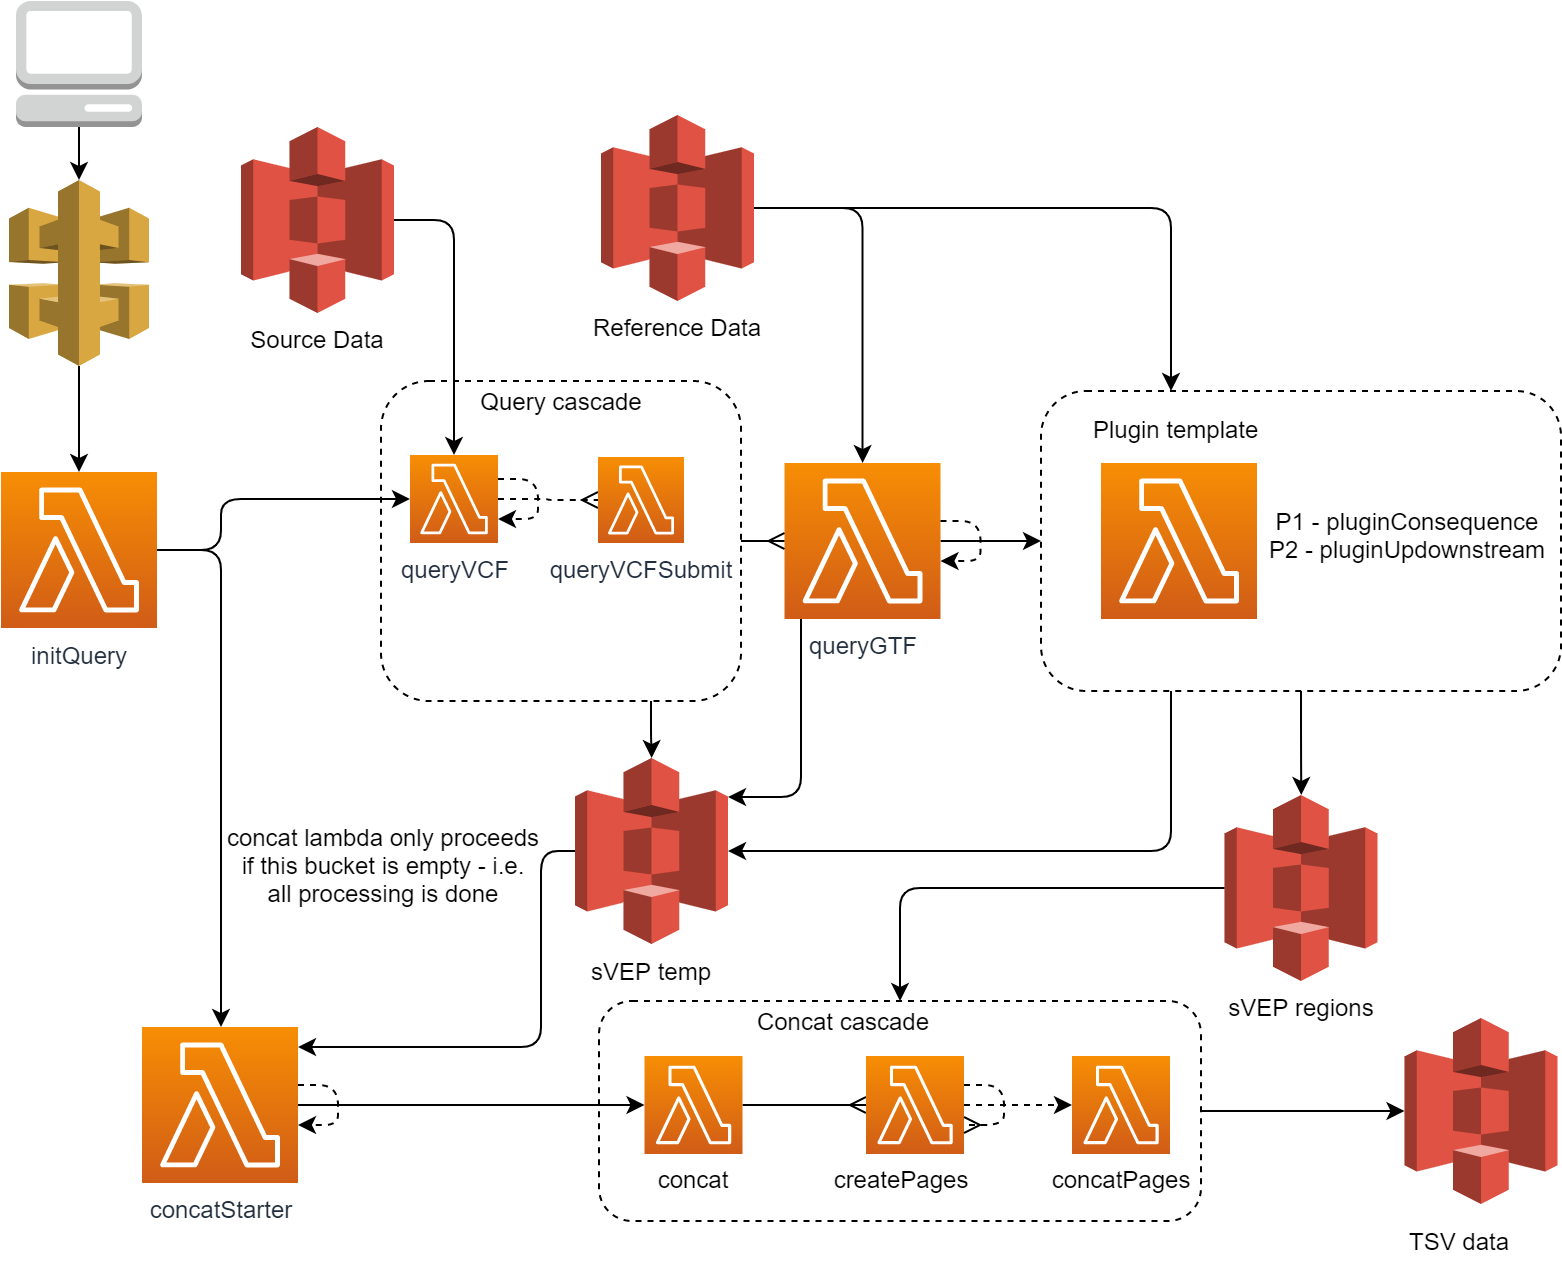 Source Data
Reference Data
Query cascade
queryVCF
queryVCFSubmit
queryGTF
Plugin template
P1 - pluginConsequence
P2 - pluginUpdownstream
initQuery
concat lambda only proceeds
if this bucket is empty - i.e.
all processing is done
sVEP temp
sVEP regions
Concat cascade
concat
createPages
concatPages
concatStarter
TSV data